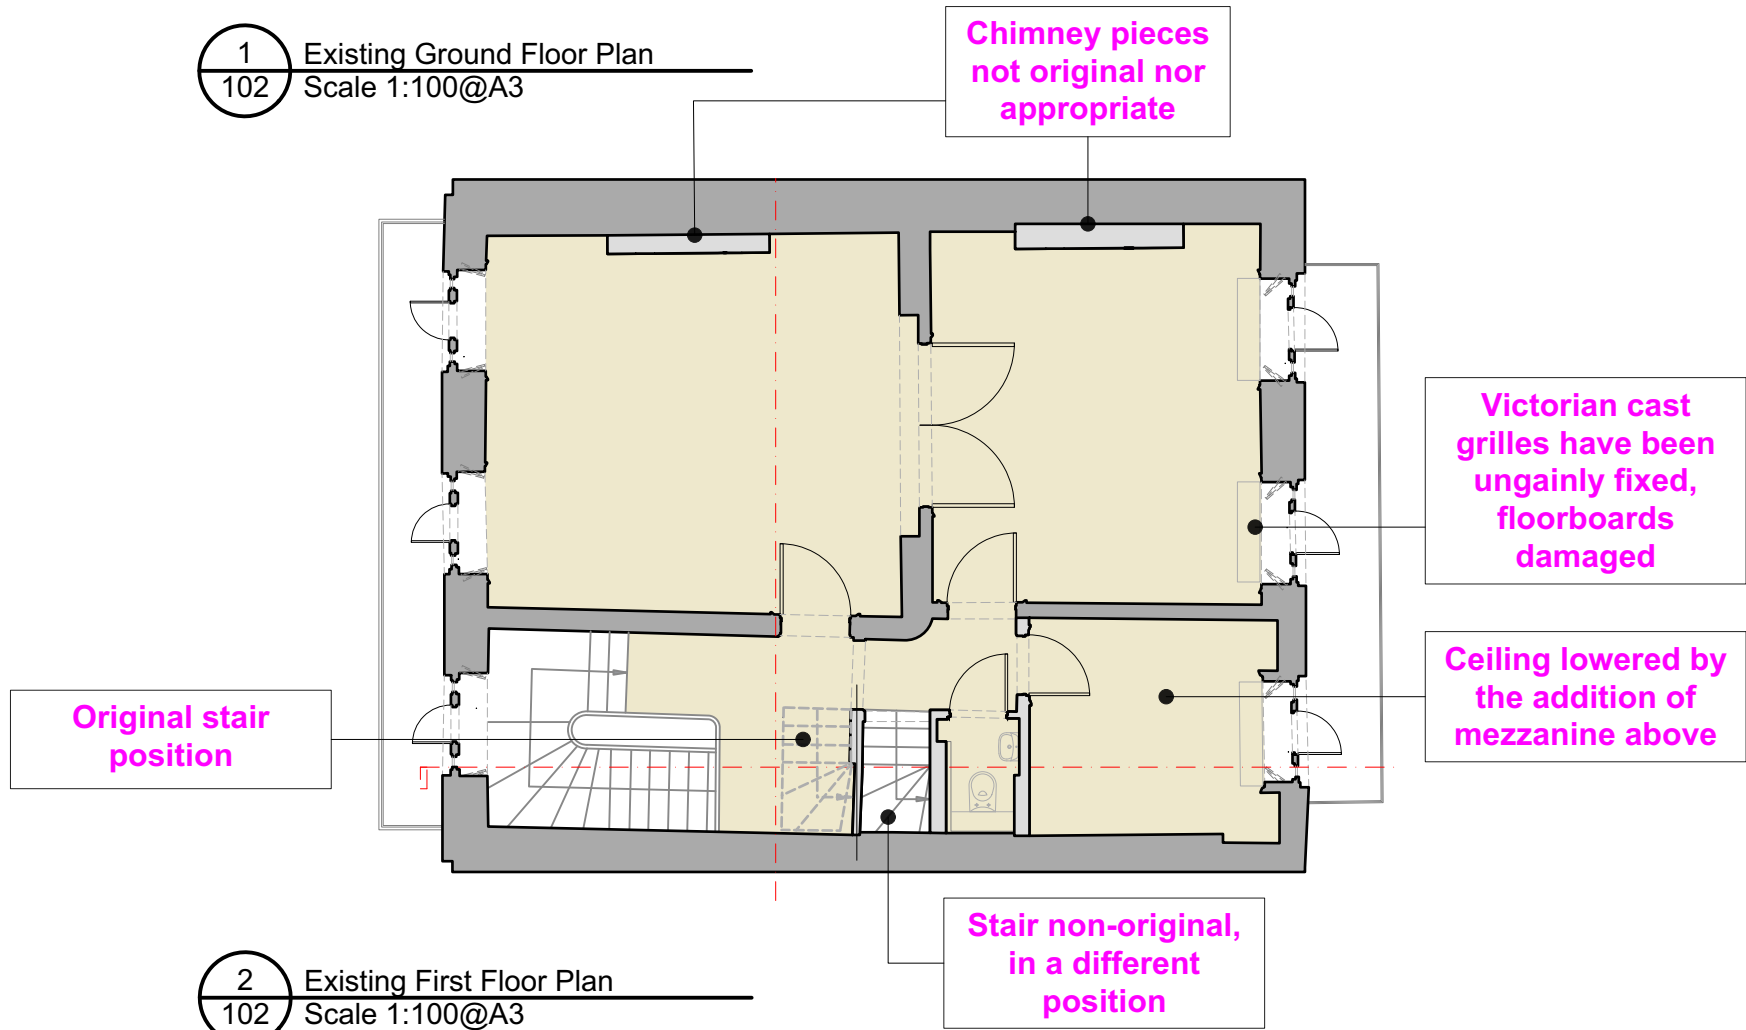 1
102
Existing Ground Floor Plan
Scale 1:100@A3
Chimney pieces
not original nor
appropriate
Victorian cast
grilles have been
ungainly fixed,
floorboards
damaged
Original stair
position
Ceiling lowered by
the addition of
mezzanine above
Stair non-original,
in a different
position
2
102
Existing First Floor Plan
Scale 1:100@A3